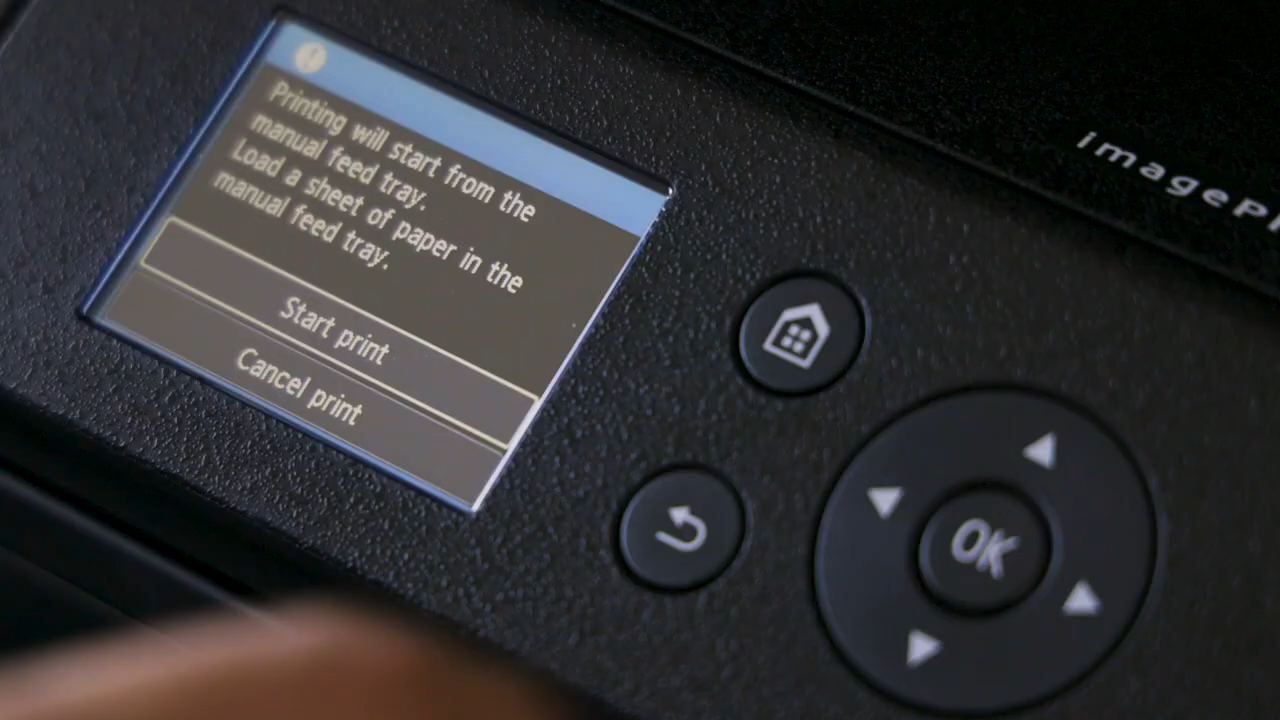 Printing will start from the
manual feed tray.
Load a sheet of paper in the
manual feed tray.
Start print
Cancel print
imageP
OK